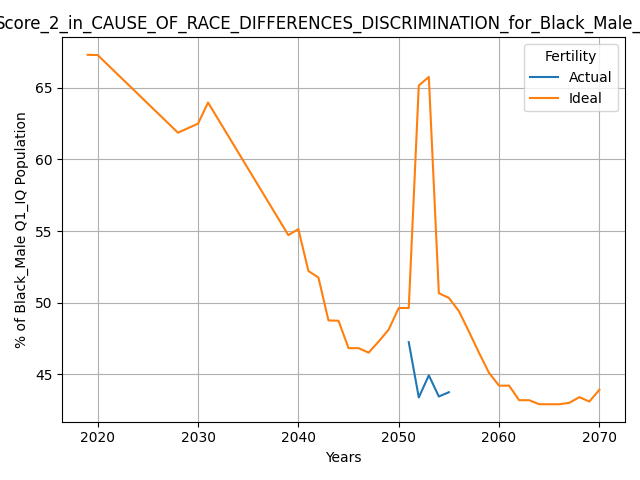 Score_2_in_CAUSE_OF_RACE_DIFFERENCES_DISCRIMINATION_for_Black_Male_
Fertility
Actual
Ideal
% of Black_Male Q1_IQ Population
65
60
55
50
45
2020
2030
2040
2050
2060
2070
Years